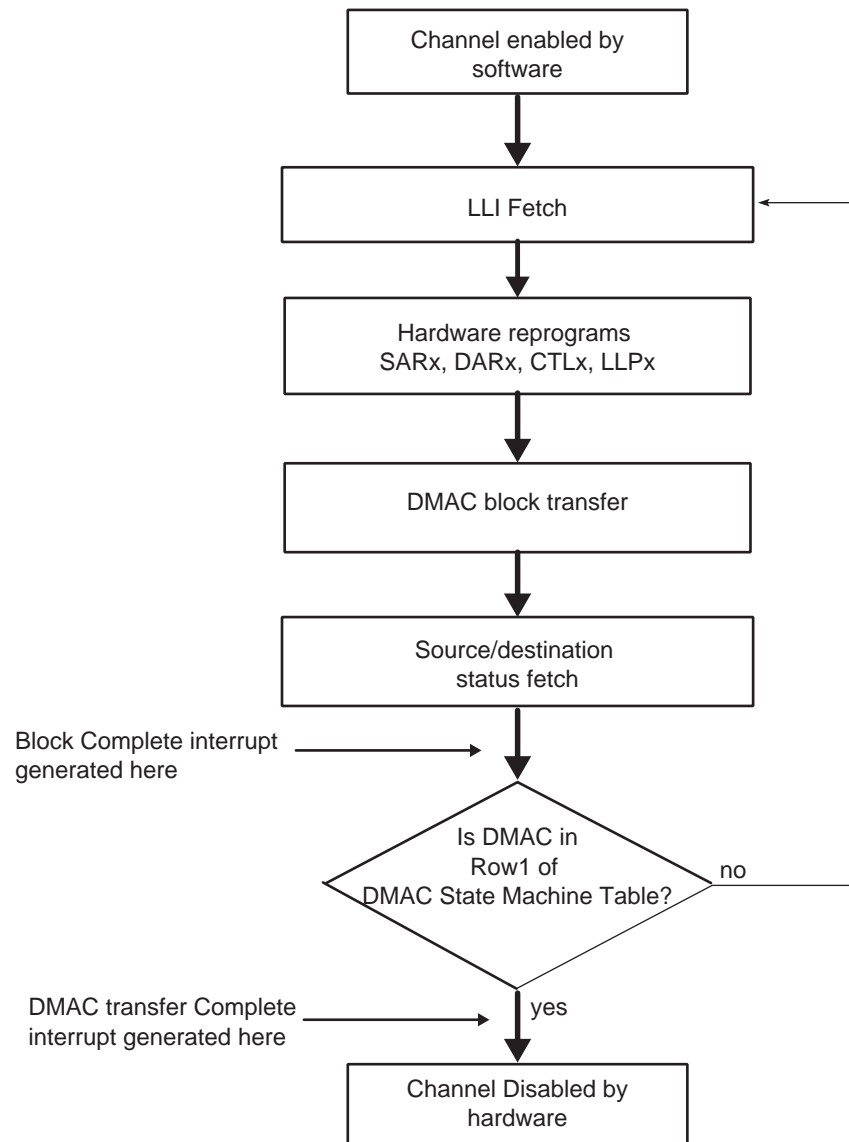 Channel enabled by
software
LLI Fetch
Hardware reprograms
SARx, DARx, CTLx, LLPx
DMAC block transfer
Source/destination
status fetch
Block Complete interrupt
generated here
Is DMAC in
Row1 of
DMAC State Machine Table?
no
DMAC transfer Complete
interrupt generated here
yes
Channel Disabled by
hardware